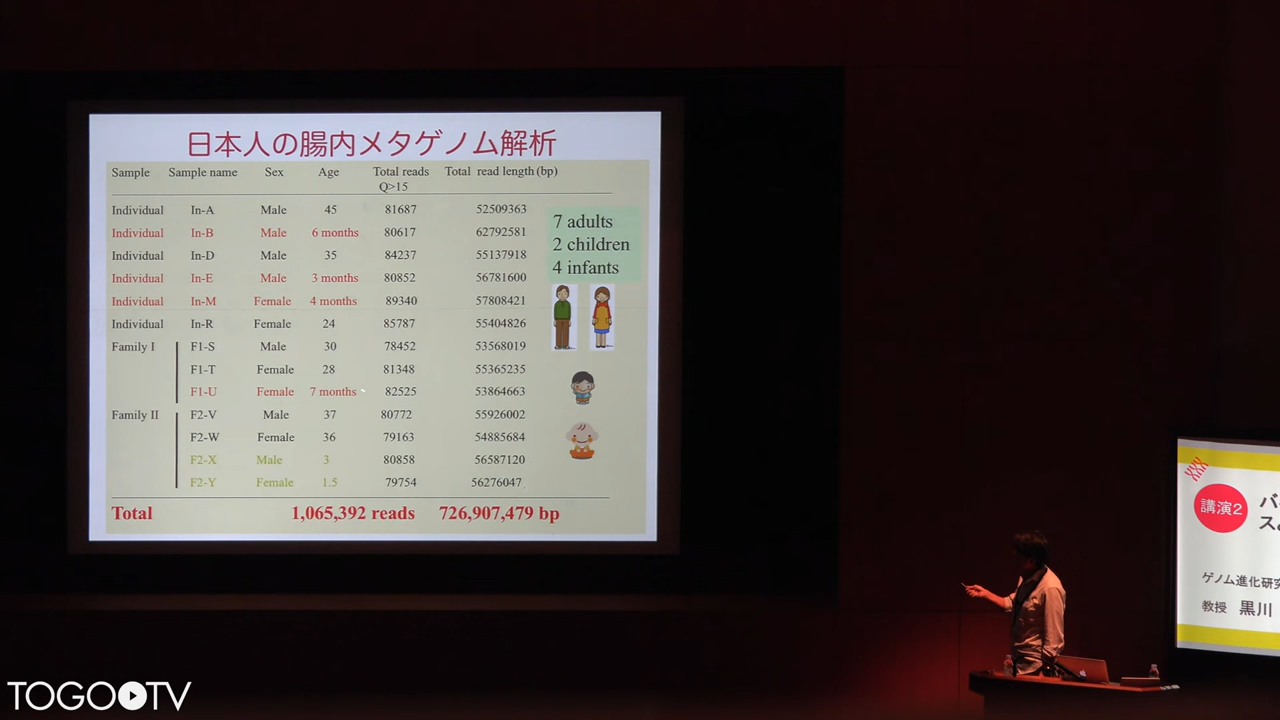 日本人の腸内メタゲノム解析
Sample Sample name Sex Age Total reads Q>15 Total read length (bp)
Individual In-A Male 45 81687 52509363
Individual In-B Male 6 months 80617 62792581
Individual In-D Male 35 84237 55137918
Individual In-E Male 3 months 80852 56781600
Individual In-M Female 4 months 89340 57808421
Individual In-R Female 24 85787 55404826
Family I F1-S Male 30 78452 53568019
F1-T Female 28 81348 55365235
F1-U Female 7 months 82525 53864663
Family II F2-V Male 37 80772 55926002
F2-W Female 36 79163 54885684
F2-X Male 3 80858 56587120
F2-Y Female 1.5 79754 56276047
Total 1,065,392 reads 726,907,479 bp
7 adults
2 children
4 infants
講演2
バ
ス
ゲノム進化研究
教授 黒川
TOGO TV